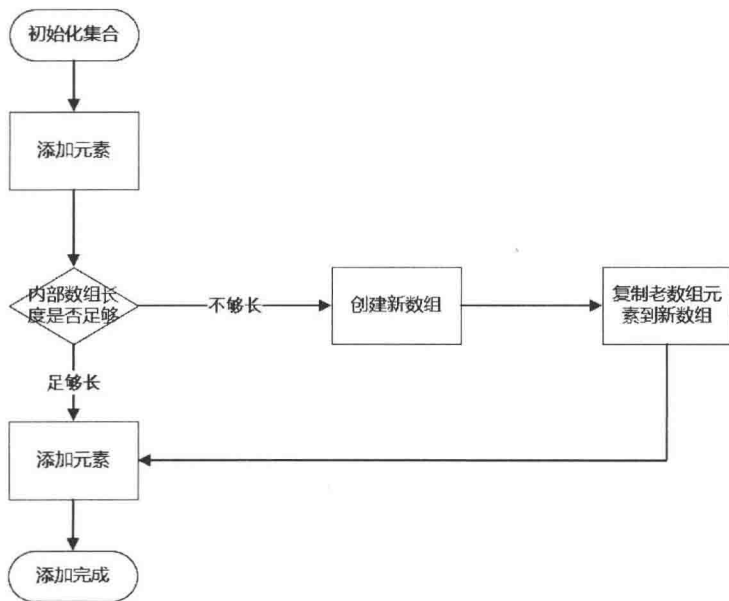 初始化集合
添加元素
内部数组长
度是否足够
不够长
创建新数组
复制老数组元
素到新数组
足够长
添加元素
添加完成